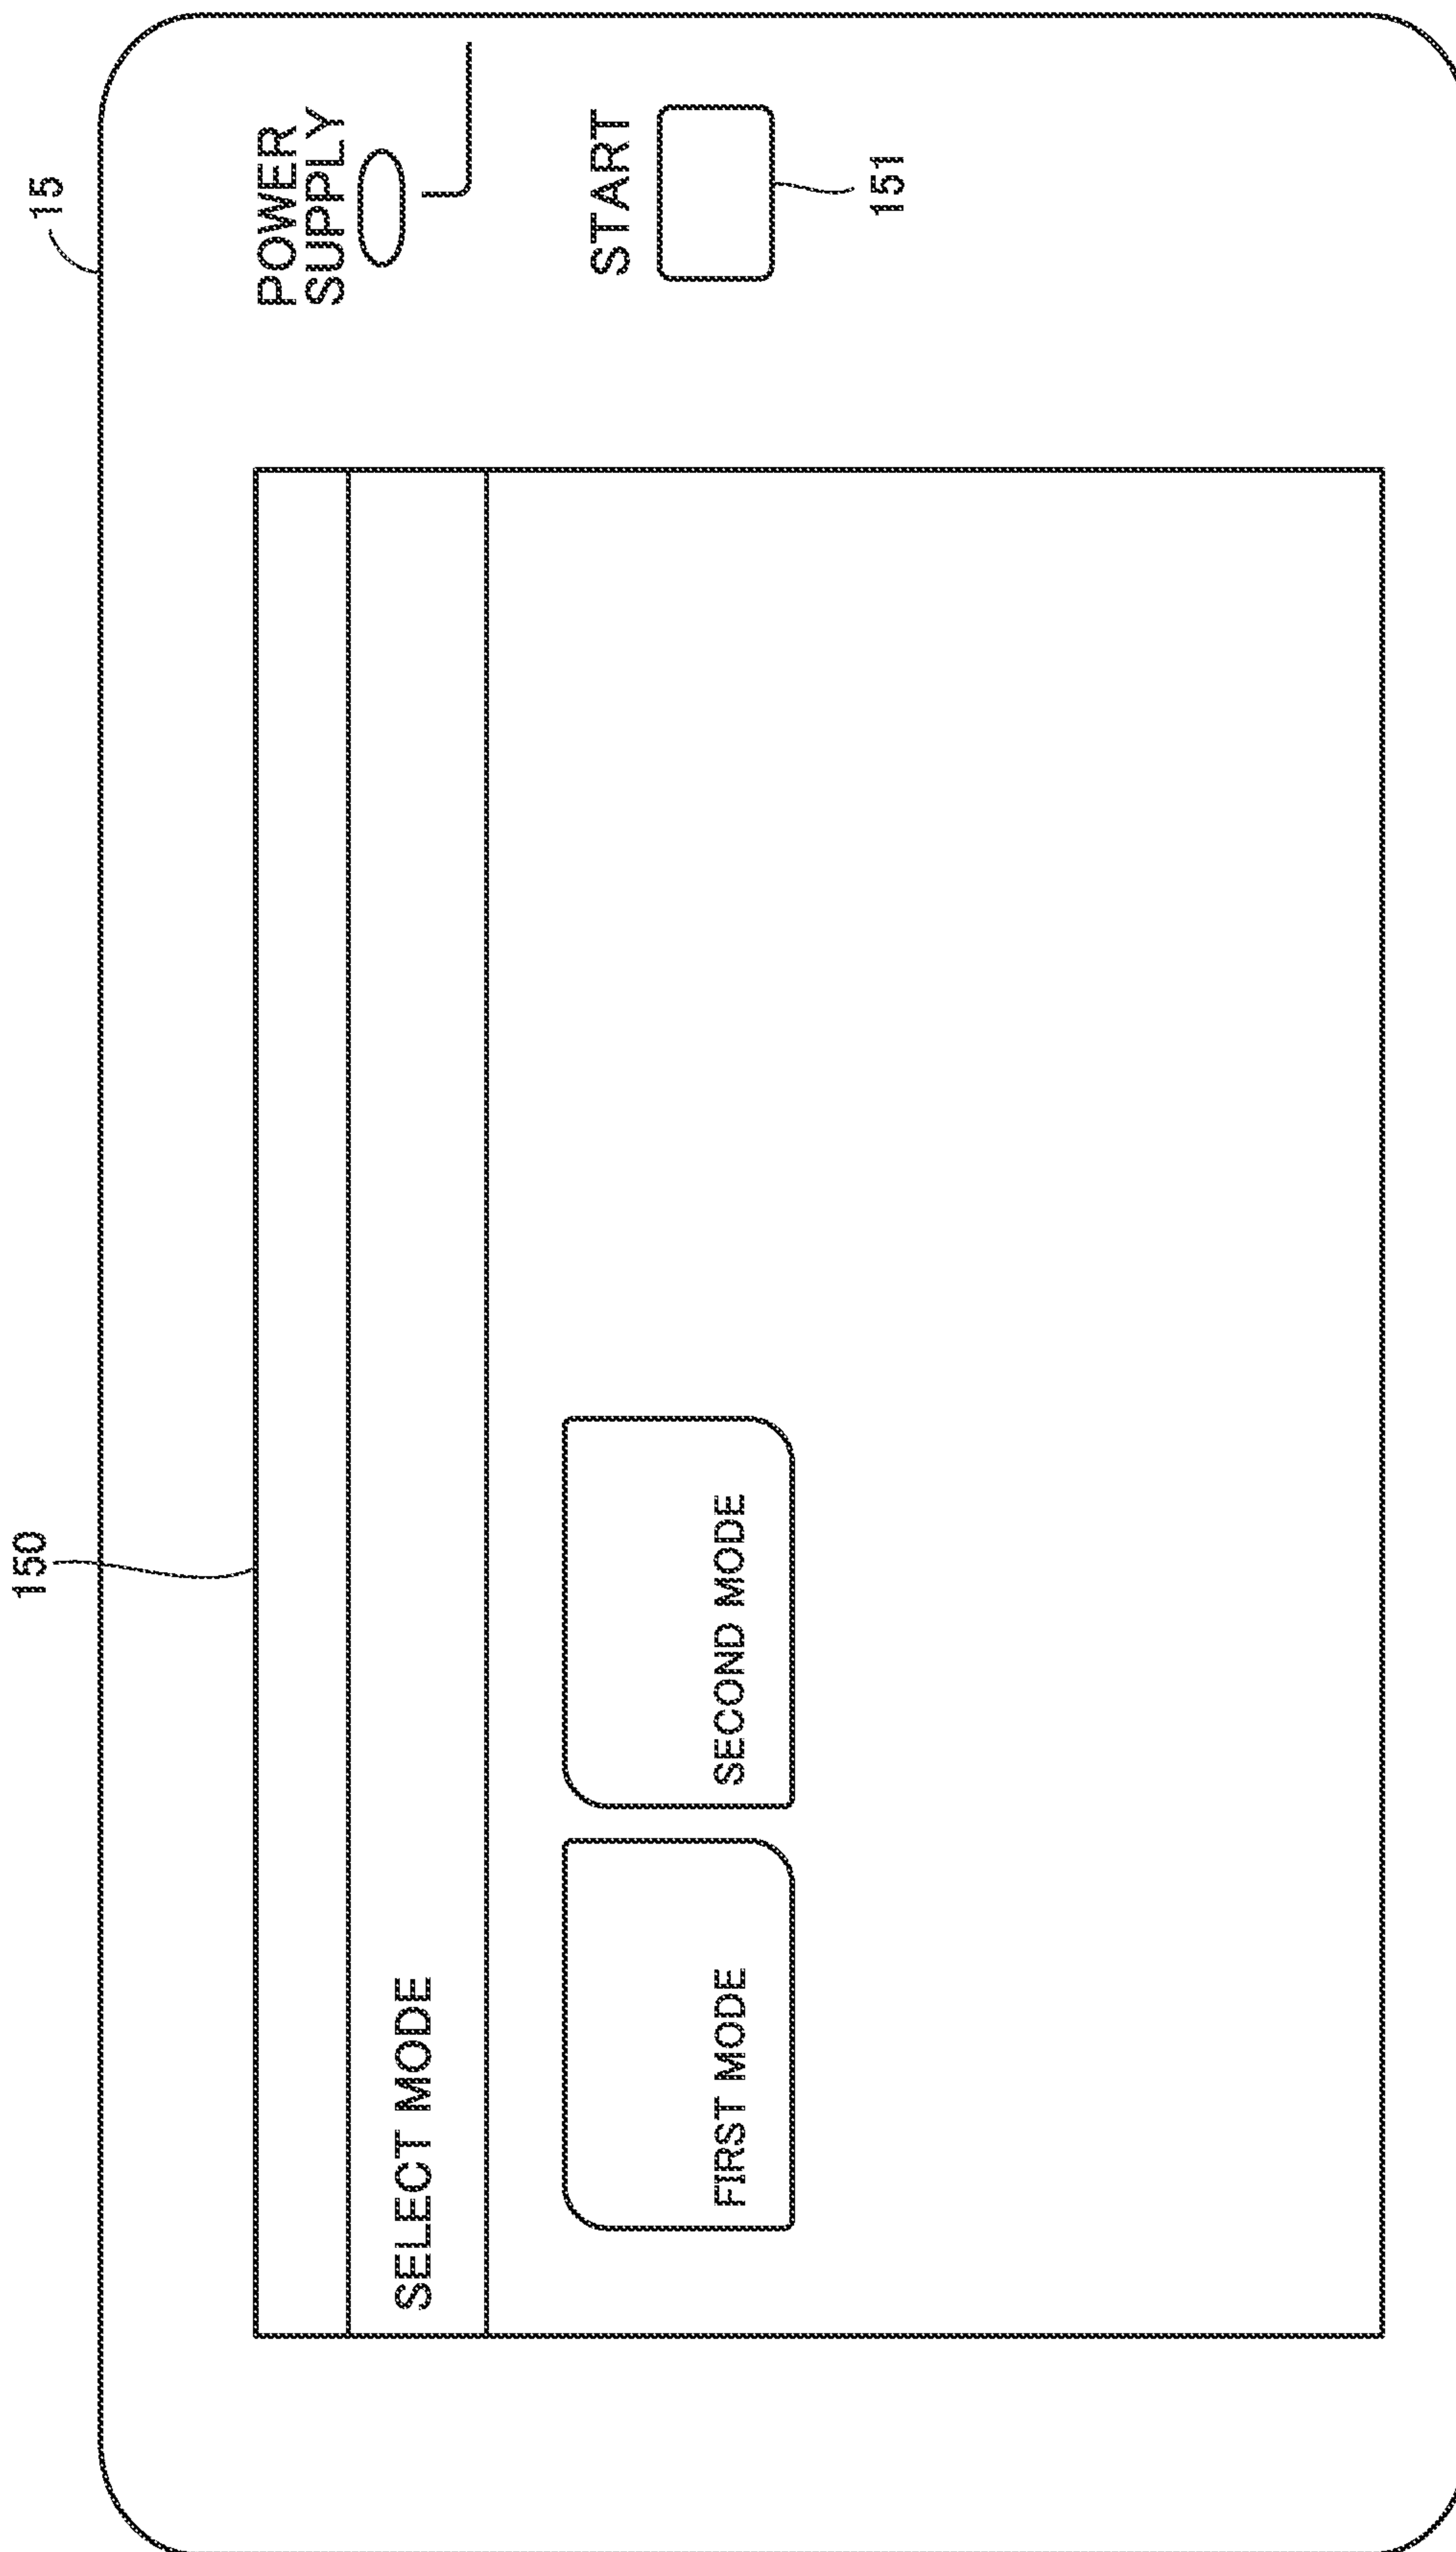 150
15
POWER
SUPPLY
SELECT MODE
START
FIRST MODE
SECOND MODE
151